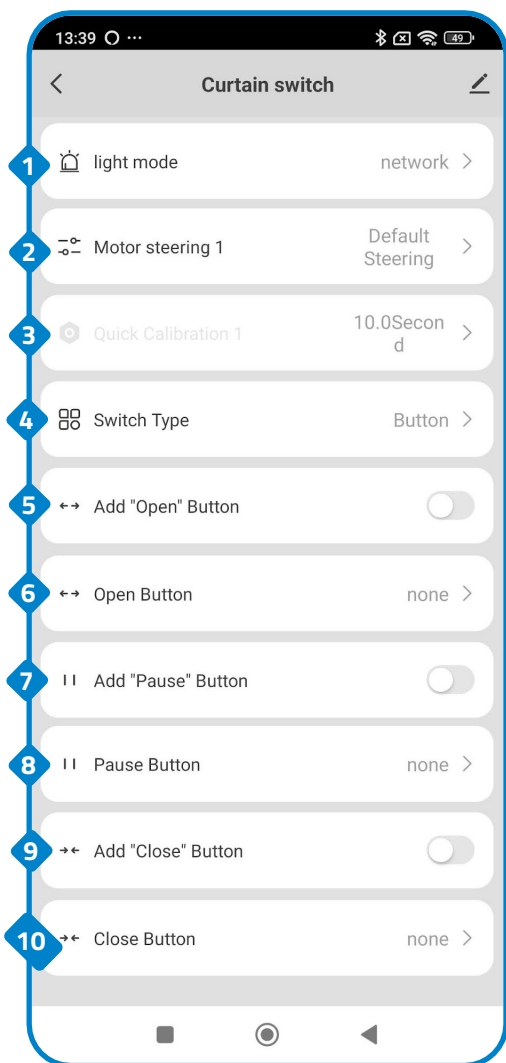 13:39 ... 49
Curtain switch
1 light mode network
2 Motor steering 1 Default
Steering
3 Quick Calibration 1 10.0Secon
d
4 Switch Type Button
5 Add "Open" Button
6 Open Button none
7 Add "Pause" Button
8 Pause Button none
9 Add "Close" Button
10 Close Button none